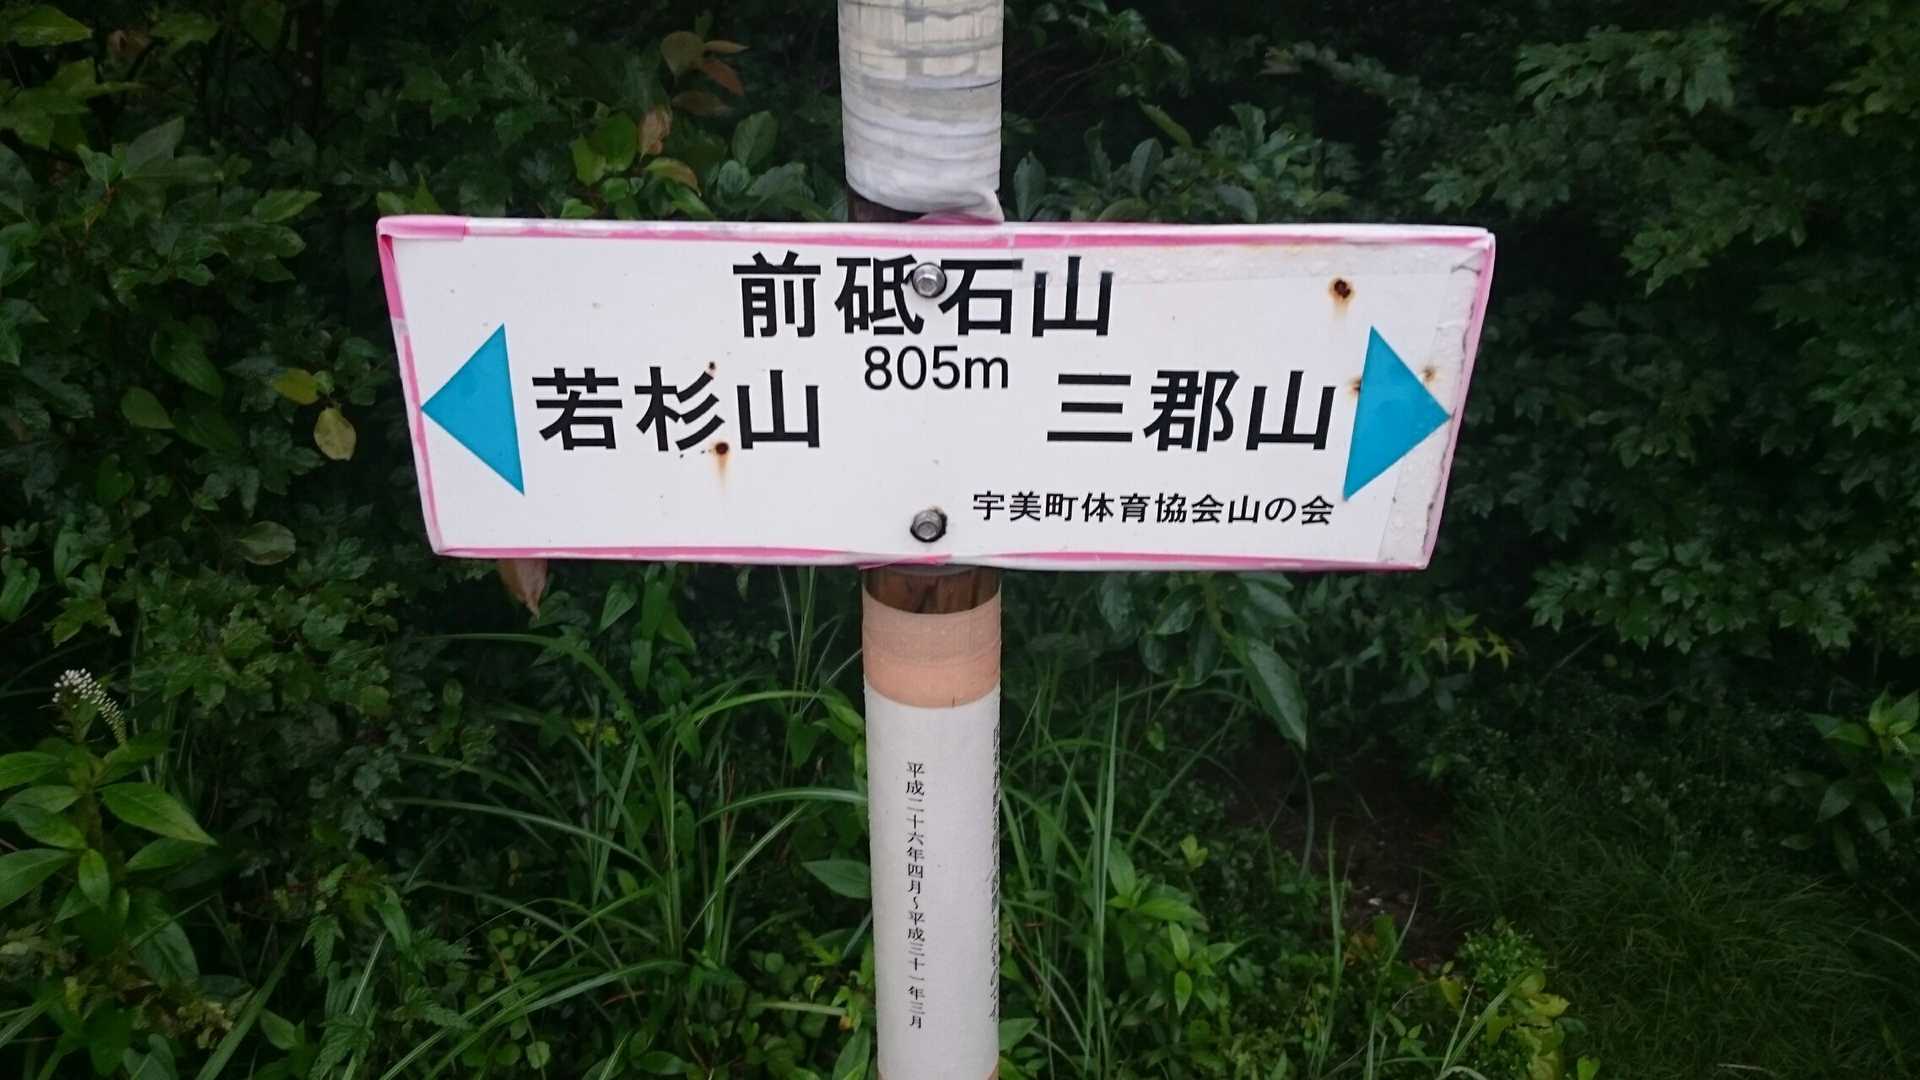 前砥石山
805m
若杉山
三郡山
宇美町体育協会山の会
平成二十六年四月～平成三十一年三月